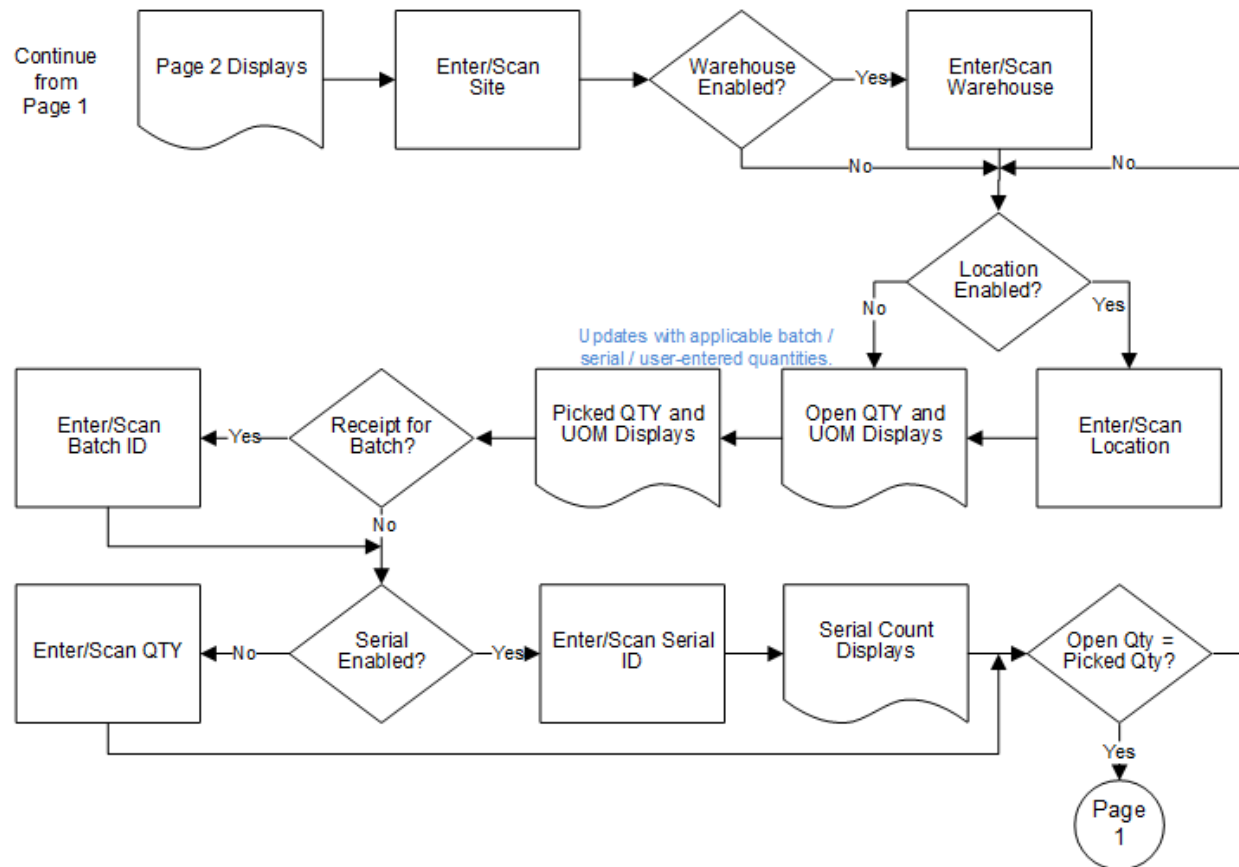 Continue
from
Page 1
Page 2 Displays
Enter/Scan
Site
Warehouse
Enabled?
Yes
Enter/Scan
Warehouse
No
No
Location
Enabled?
No
Yes
Updates with applicable batch /
serial / user-entered quantities.
Enter/Scan
Batch ID
Yes
Receipt for
Batch?
Picked QTY and
UOM Displays
Open QTY and
UOM Displays
Enter/Scan
Location
No
Enter/Scan QTY
No
Serial
Enabled?
Yes
Enter/Scan Serial
ID
Serial Count
Displays
Open Qty =
Picked Qty?
Yes
Page
1